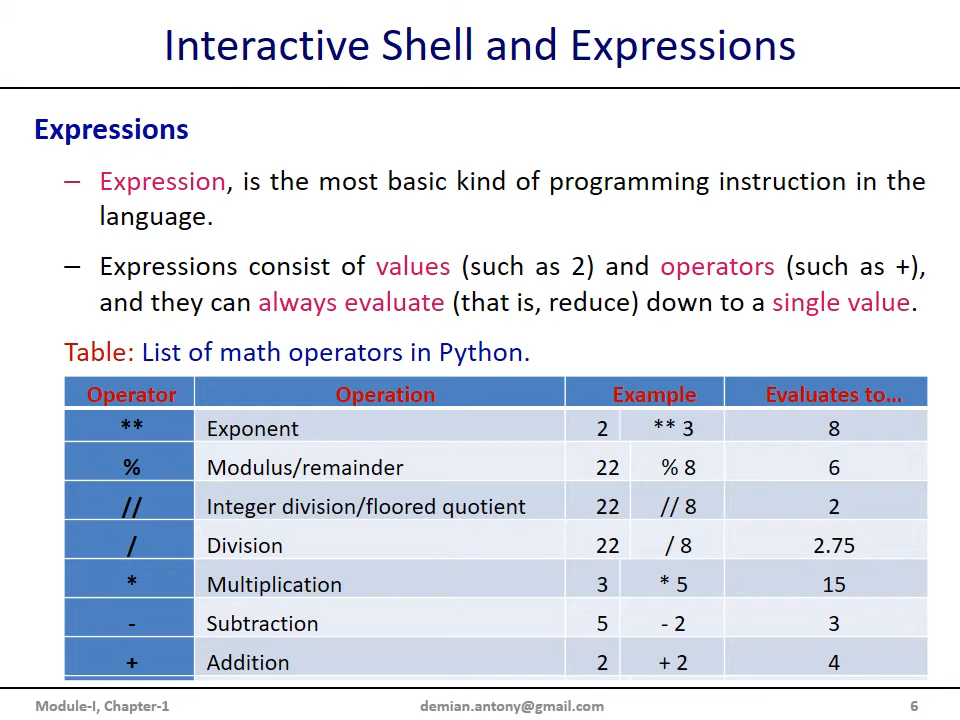 Interactive Shell and Expressions
Expressions
– Expression, is the most basic kind of programming instruction in the
language.
– Expressions consist of values (such as 2) and operators (such as +),
and they can always evaluate (that is, reduce) down to a single value.
Table: List of math operators in Python.
Operator Operation Example Evaluates to...
** Exponent 2 ** 3 8
% Modulus/remainder 22 % 8 6
// Integer division/floored quotient 22 // 8 2
/ Division 22 / 8 2.75
* Multiplication 3 * 5 15
- Subtraction 5 - 2 3
+ Addition 2 + 2 4
Module-I, Chapter-1 demian.antony@gmail.com 6